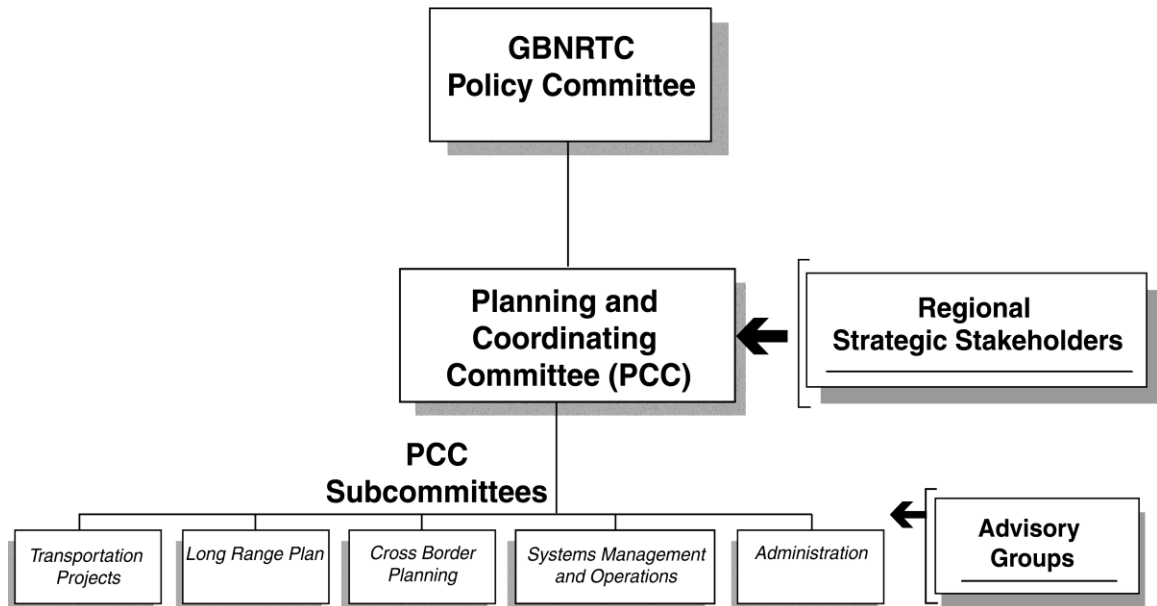 GBNRTC
Policy Committee
Planning and
Coordinating
Committee (PCC)
Regional
Strategic Stakeholders
PCC
Subcommittees
Transportation
Projects
Long Range Plan
Cross Border
Planning
Systems Management
and Operations
Administration
Advisory
Groups